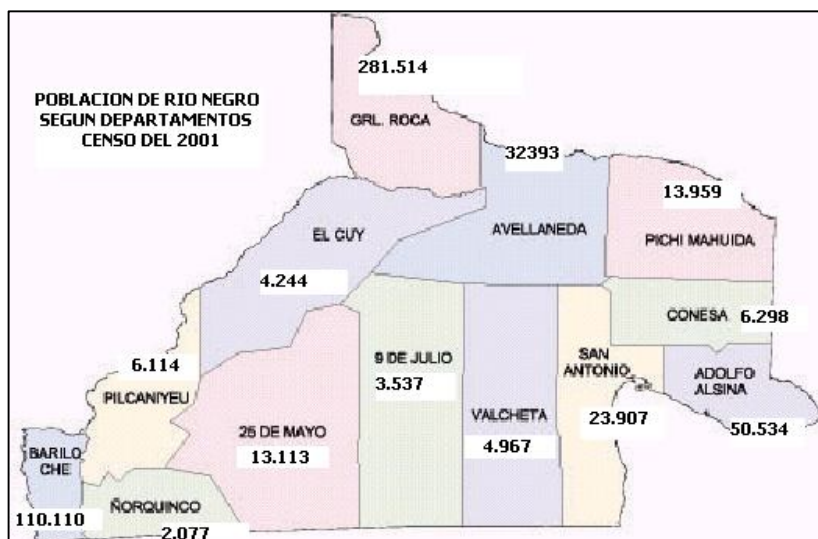 POBLACION DE RIO NEGRO
SEGUN DEPARTAMENTOS
CENSO DEL 2001
281.514
GRL. ROCA
32393
AVELLANEDA
13.959
PICHI MAHUIDA
EL CUY
4.244
CONESA 6.298
6.114
PILCANIYEU
9 DE JULIO
3.537
SAN
ANTONIO
23.907
ADOLFO
ALSINA
50.534
VALCHETA
4.967
25 DE MAYO
13.113
BARILO
CHE
110.110
ÑORQUINCO
2.077